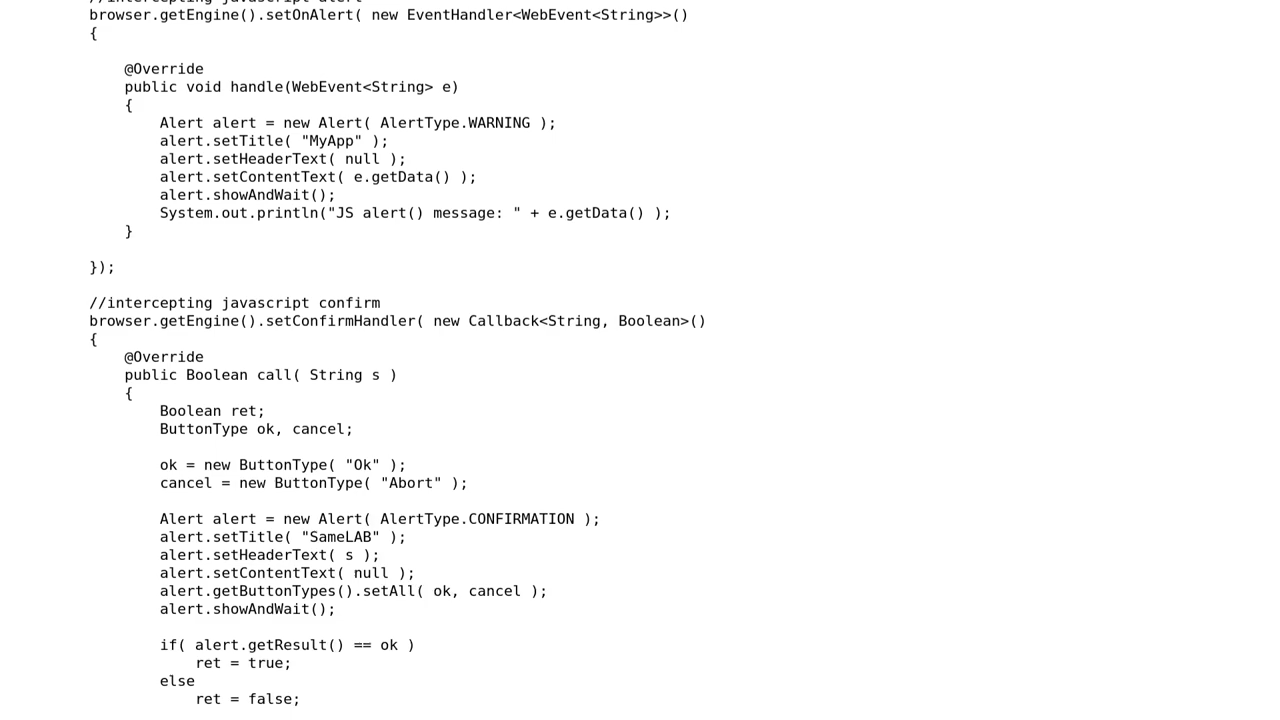 //intercepting javascript alert
browser.getEngine().setOnAlert( new EventHandler<WebEvent<String>>()
{
@Override
public void handle(WebEvent<String> e)
{
Alert alert = new Alert( AlertType.WARNING );
alert.setTitle( "MyApp" );
alert.setHeaderText( null );
alert.setContentText( e.getData() );
alert.showAndWait();
System.out.println("JS alert() message: " + e.getData() );
}
});
//intercepting javascript confirm
browser.getEngine().setConfirmHandler( new Callback<String, Boolean>()
{
@Override
public Boolean call( String s )
{
Boolean ret;
ButtonType ok, cancel;
ok = new ButtonType( "Ok" );
cancel = new ButtonType( "Abort" );
Alert alert = new Alert( AlertType.CONFIRMATION );
alert.setTitle( "SameLAB" );
alert.setHeaderText( s );
alert.setContentText( null );
alert.getButtonTypes().setAll( ok, cancel );
alert.showAndWait();
if( alert.getResult() == ok )
ret = true;
else
ret = false;